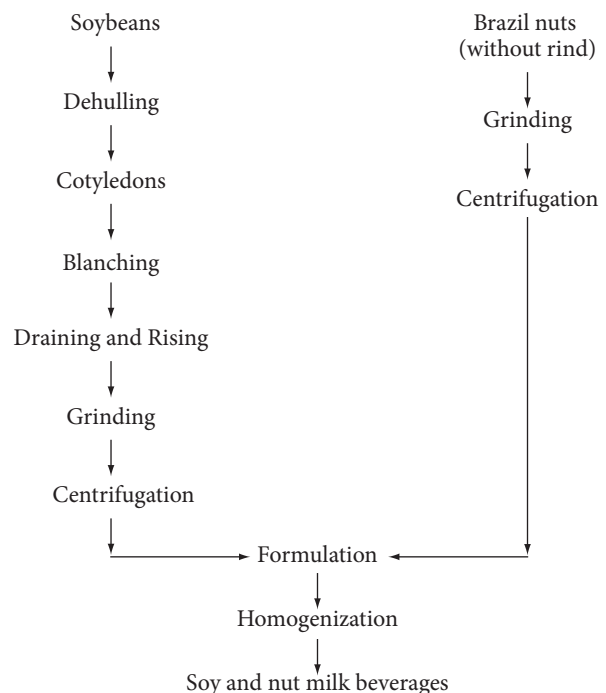 Soybeans
Dehulling
Cotyledons
Blanching
Draining and Rising
Grinding
Centrifugation
Brazil nuts
(without rind)
Grinding
Centrifugation
Formulation
Homogenization
Soy and nut milk beverages